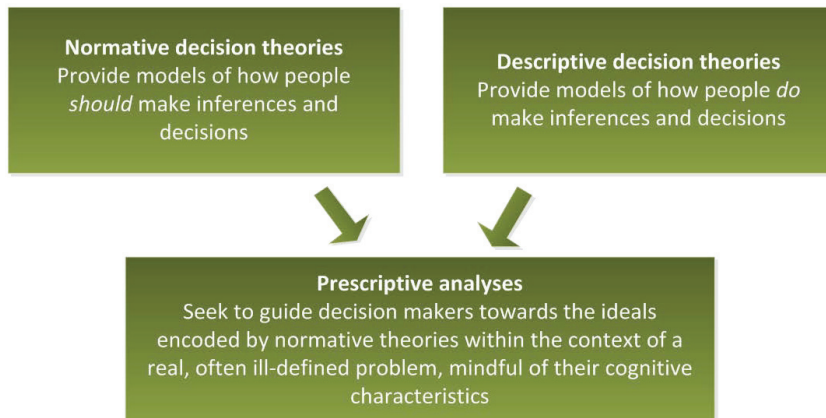 Normative decision theories
Provide models of how people
should make inferences and
decisions
Descriptive decision theories
Provide models of how people do
make inferences and decisions
Prescriptive analyses
Seek to guide decision makers towards the ideals
encoded by normative theories within the context of a
real, often ill-defined problem, mindful of their cognitive
characteristics